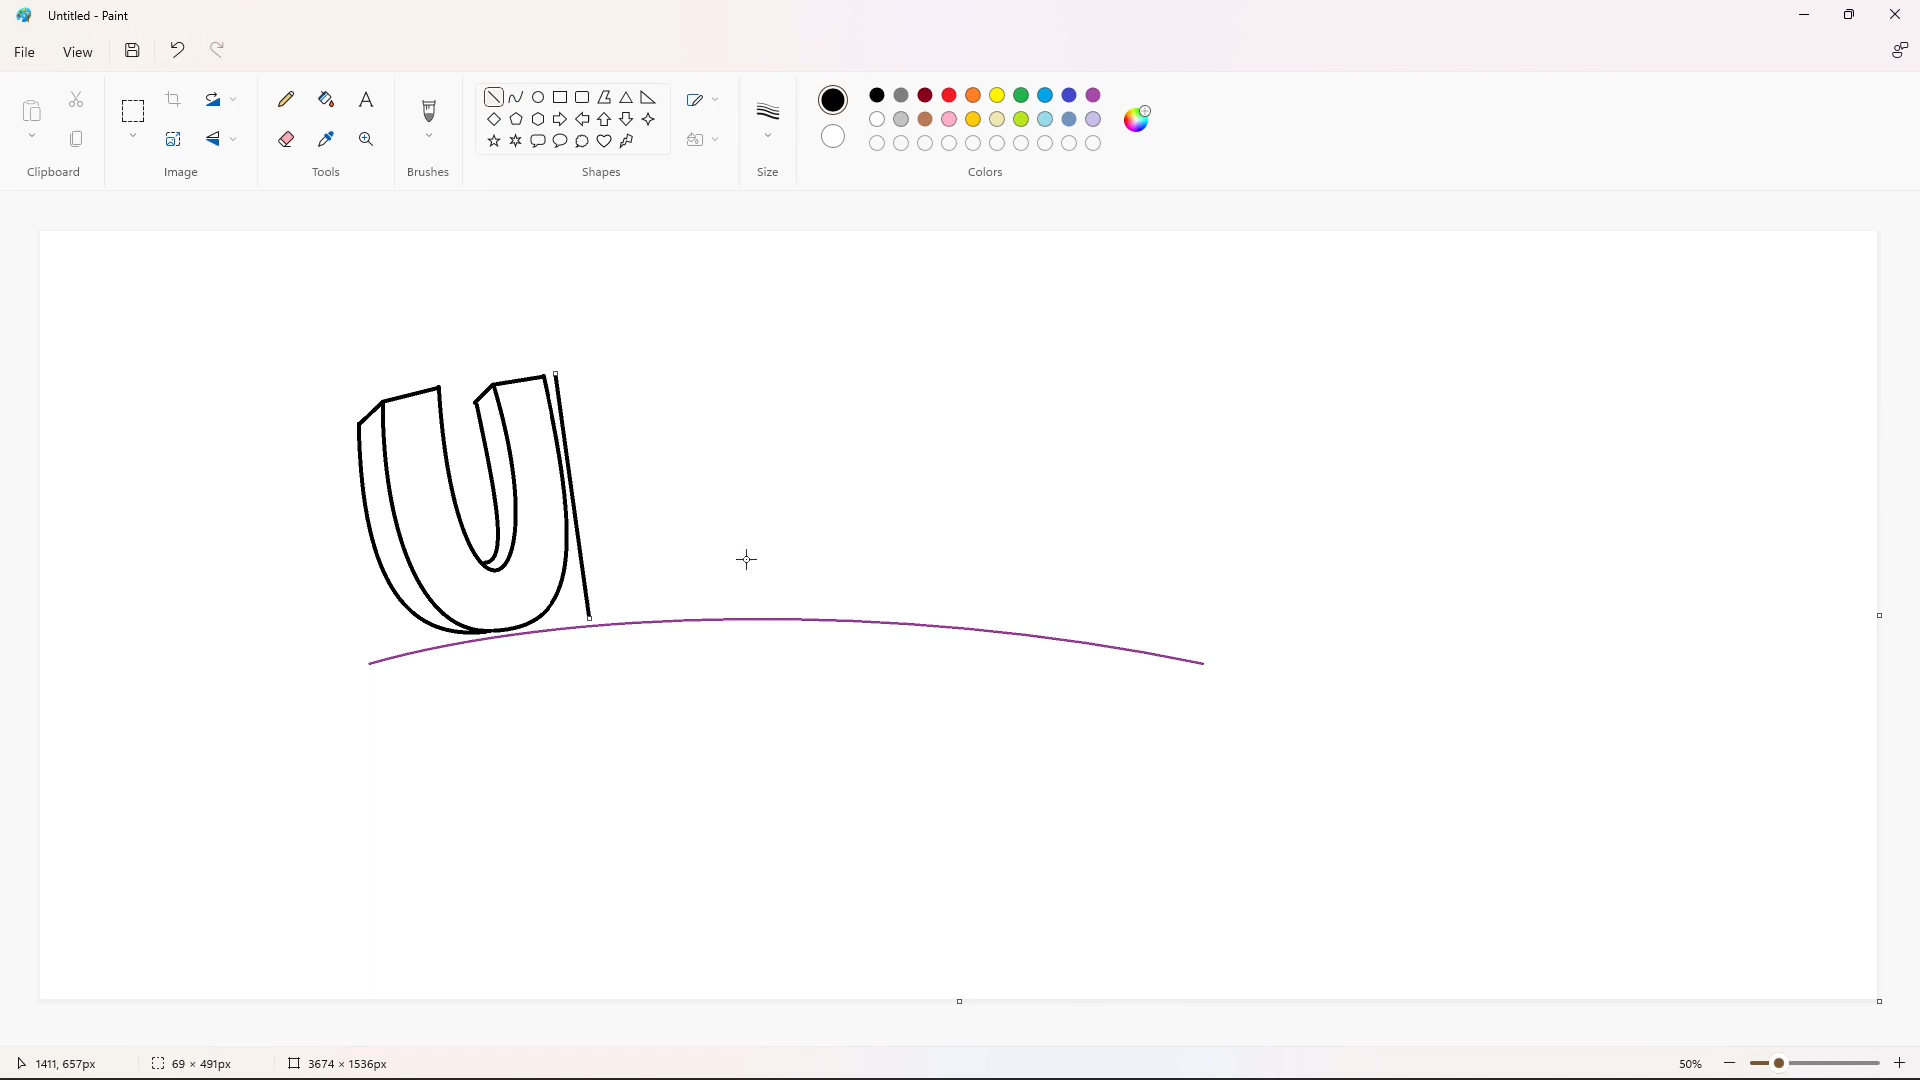 Untitled - Paint
File View
Clipboard
Image
A
Tools
Brushes
Shapes
Size
Colors
U
1411, 657px
69 × 491px
3674 × 1536px
50%